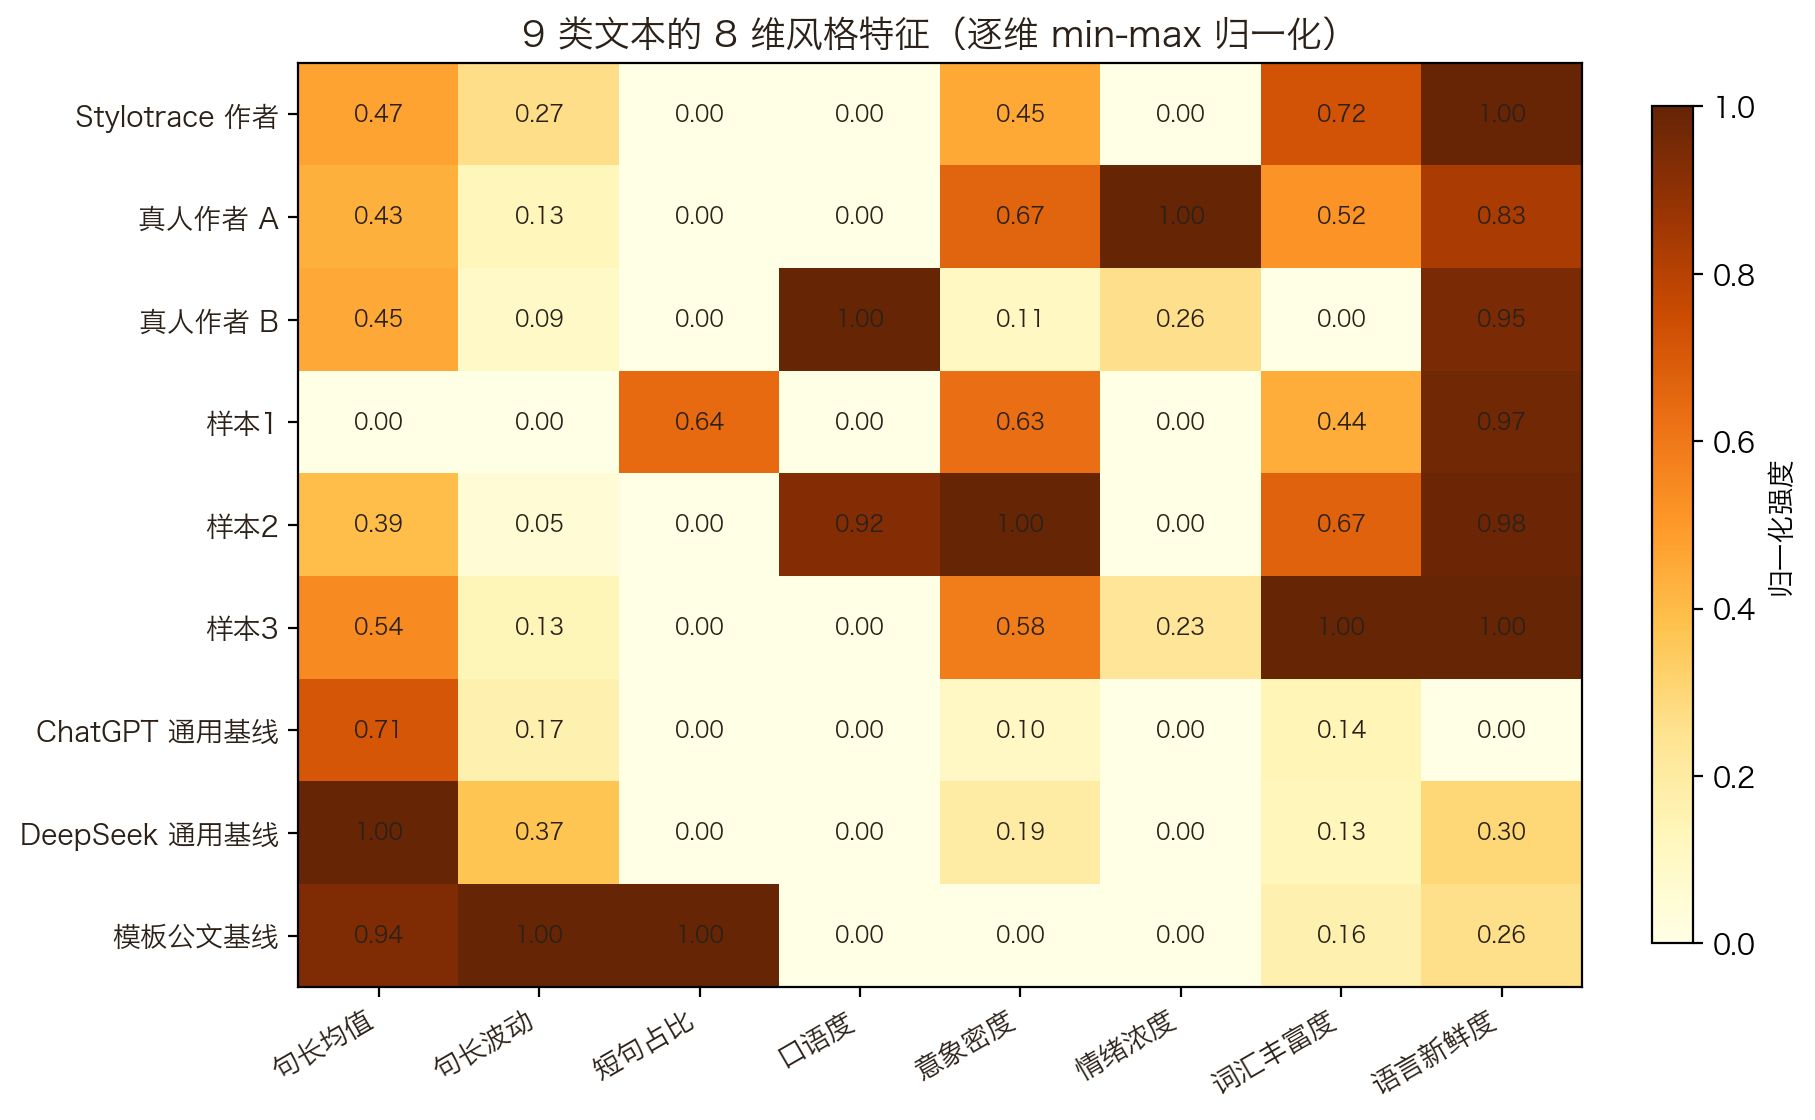 9 类文本的 8 维风格特征（逐维 min-max 归一化）
Stylotrace 作者 0.47 0.27 0.00 0.00 0.45 0.00 0.72 1.00
真人作者 A 0.43 0.13 0.00 0.00 0.67 1.00 0.52 0.83
真人作者 B 0.45 0.09 0.00 1.00 0.11 0.26 0.00 0.95
样本1 0.00 0.00 0.64 0.00 0.63 0.00 0.44 0.97
样本2 0.39 0.05 0.00 0.92 1.00 0.00 0.67 0.98
样本3 0.54 0.13 0.00 0.00 0.58 0.23 1.00 1.00
ChatGPT 通用基线 0.71 0.17 0.00 0.00 0.10 0.00 0.14 0.00
DeepSeek 通用基线 1.00 0.37 0.00 0.00 0.19 0.00 0.13 0.30
模板公文基线 0.94 1.00 1.00 0.00 0.00 0.00 0.16 0.26
句长均值 句长波动 短句占比 口语度 意象密度 情绪浓度 词汇丰富度 语言新鲜度
1.0
0.8
0.6
0.4
0.2
0.0
归一化强度